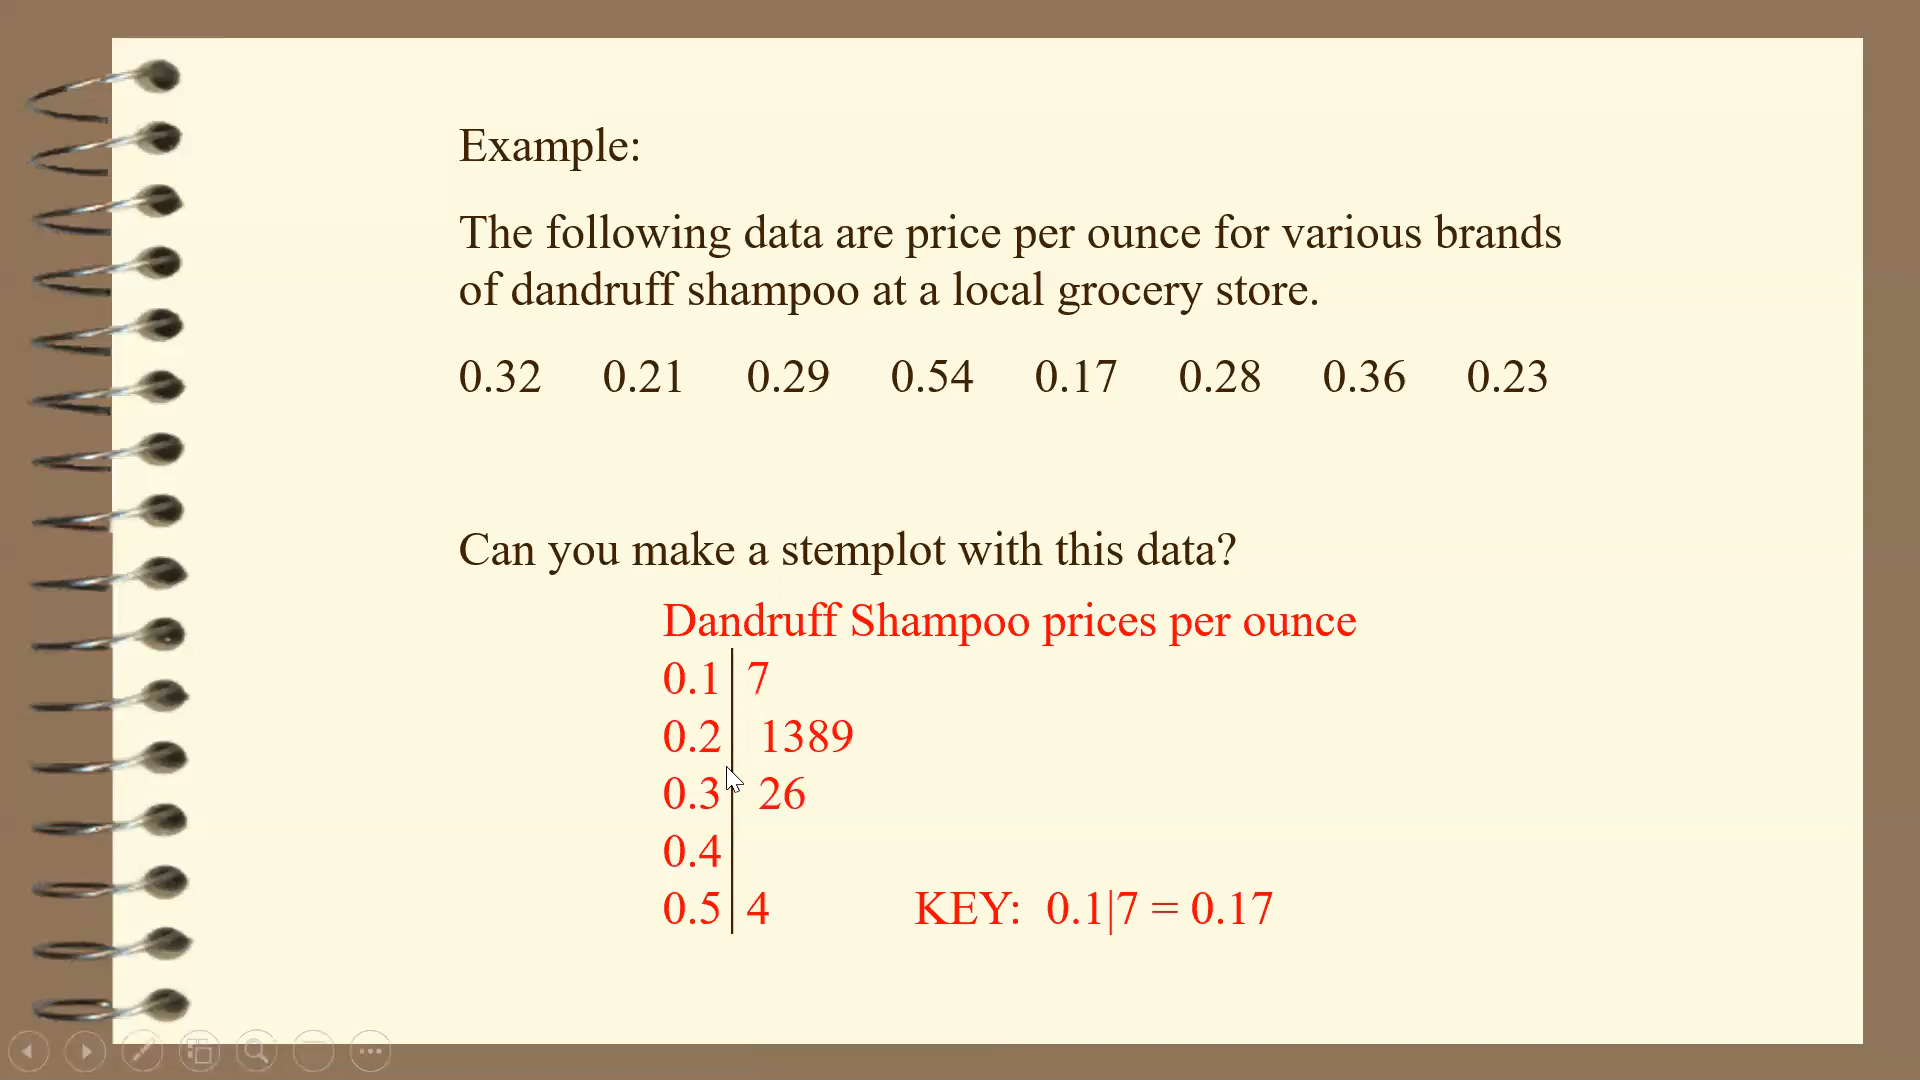 Example:
The following data are price per ounce for various brands
of dandruff shampoo at a local grocery store.
0.32 0.21 0.29 0.54 0.17 0.28 0.36 0.23
Can you make a stemplot with this data?
Dandruff Shampoo prices per ounce
0.1 | 7
0.2 | 1389
0.3 | 26
0.4 |
0.5 | 4 KEY: 0.1|7 = 0.17